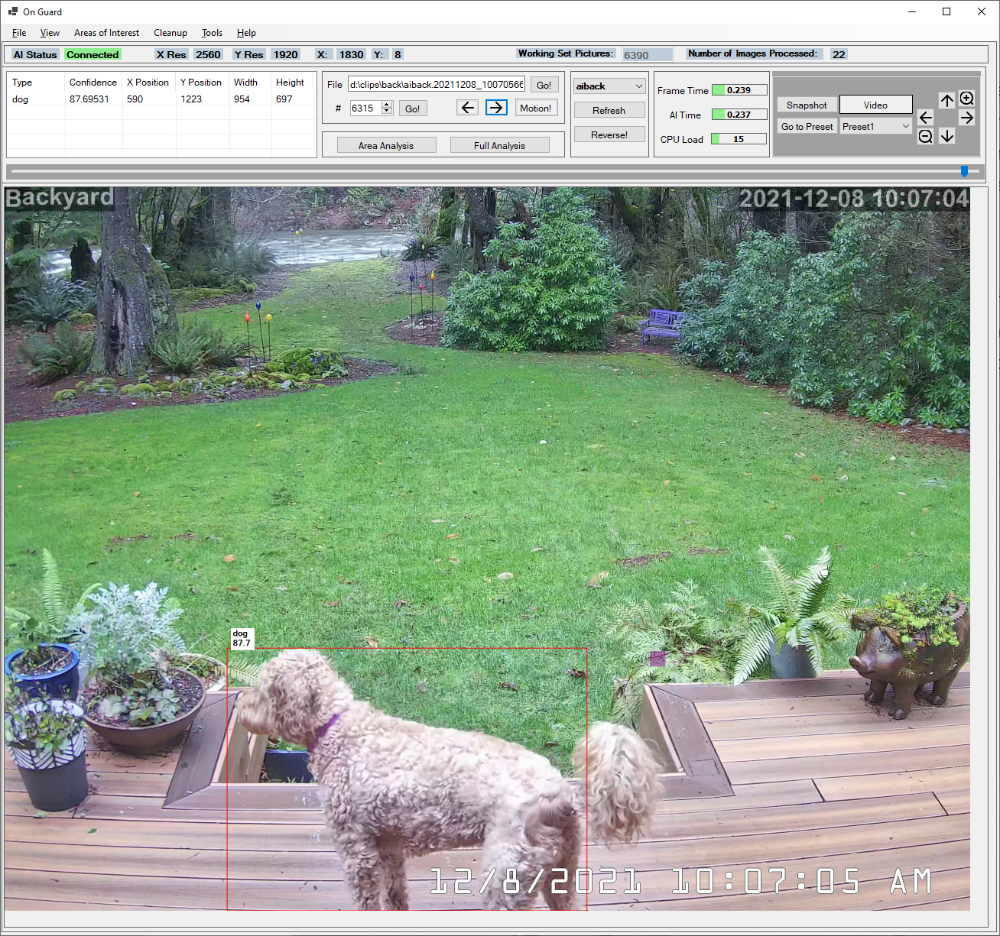 On Guard
File View Areas of Interest Cleanup Tools Help
AI Status Connected X Res 2560 Y Res 1920 X: 1830 Y: 8 Working Set Pictures: 6390 Number of Images Processed: 22
Type Confidence X Position Y Position Width Height
dog 87.69531 590 1223 954 697
File d:\clips\back\aiback.20211208_10070566 Go!
# 6315 Go! Motion!
Area Analysis Full Analysis
aiback
Refresh
Reverse!
Frame Time 0.239
AI Time 0.237
CPU Load 15
Snapshot Video
Go to Preset Preset1
Backyard 2021-12-08 10:07:04
dog
87.7
12/8/2021 10:07:05 AM